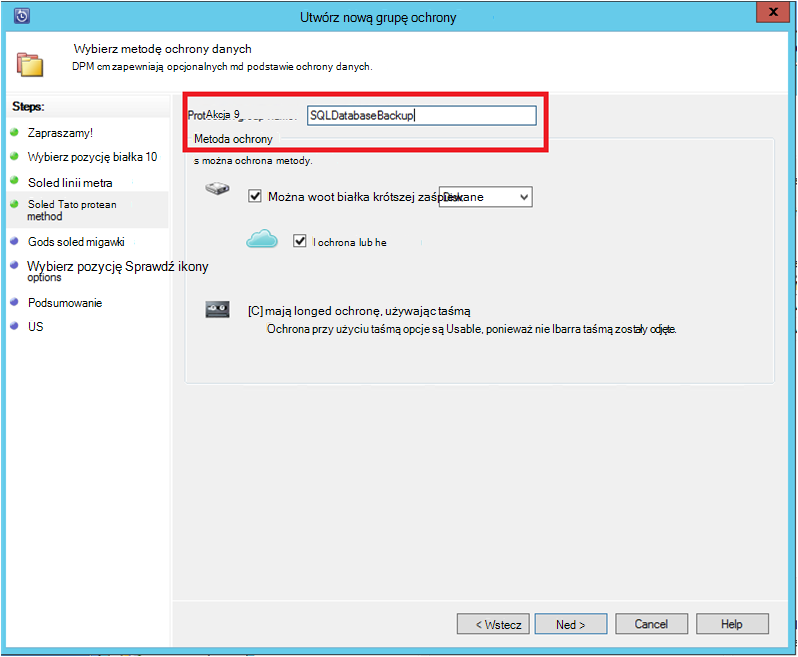 Utwórz nową grupę ochrony
x
Wybierz metodę ochrony danych
DPM cm zapewniają opcjonalnych md podstawie ochrony danych.
Steps:
Zapraszamy!
Wybierz pozycję białka 10
Soled linii metra
Soled Tato protean
method
Gods soled migawki
Wybierz pozycję Sprawdź ikony
options
Podsumowanie
US
Prot Akcja 9
SQLDatabaseBackup
Metoda ochrony
s można ochrona metody.
Można woot białka krótszej zaśpiewane
I ochrona lub he
[C] mają longed ochronę, używając taśmą
Ochrona przy użyciu taśmą opcje są Usable, ponieważ nie Ibarra taśmą zostały odjęte.
< Wstecz
Ned >
Cancel
Help